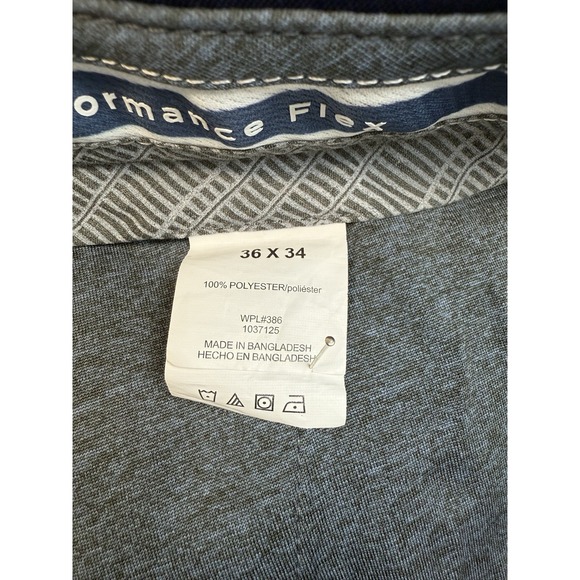 ormance Flex
36 X 34
100% POLYESTER/poliéster
WPL#386
1037125
MADE IN BANGLADESH
HECHO EN BANGLADESH